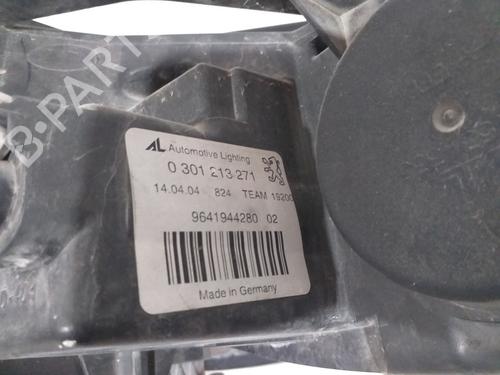 B-PARTS
AL Automotive Lighting
0 301 213 271
14.04.04 824 TEAM 19200
9641944280 02
Made in Germany